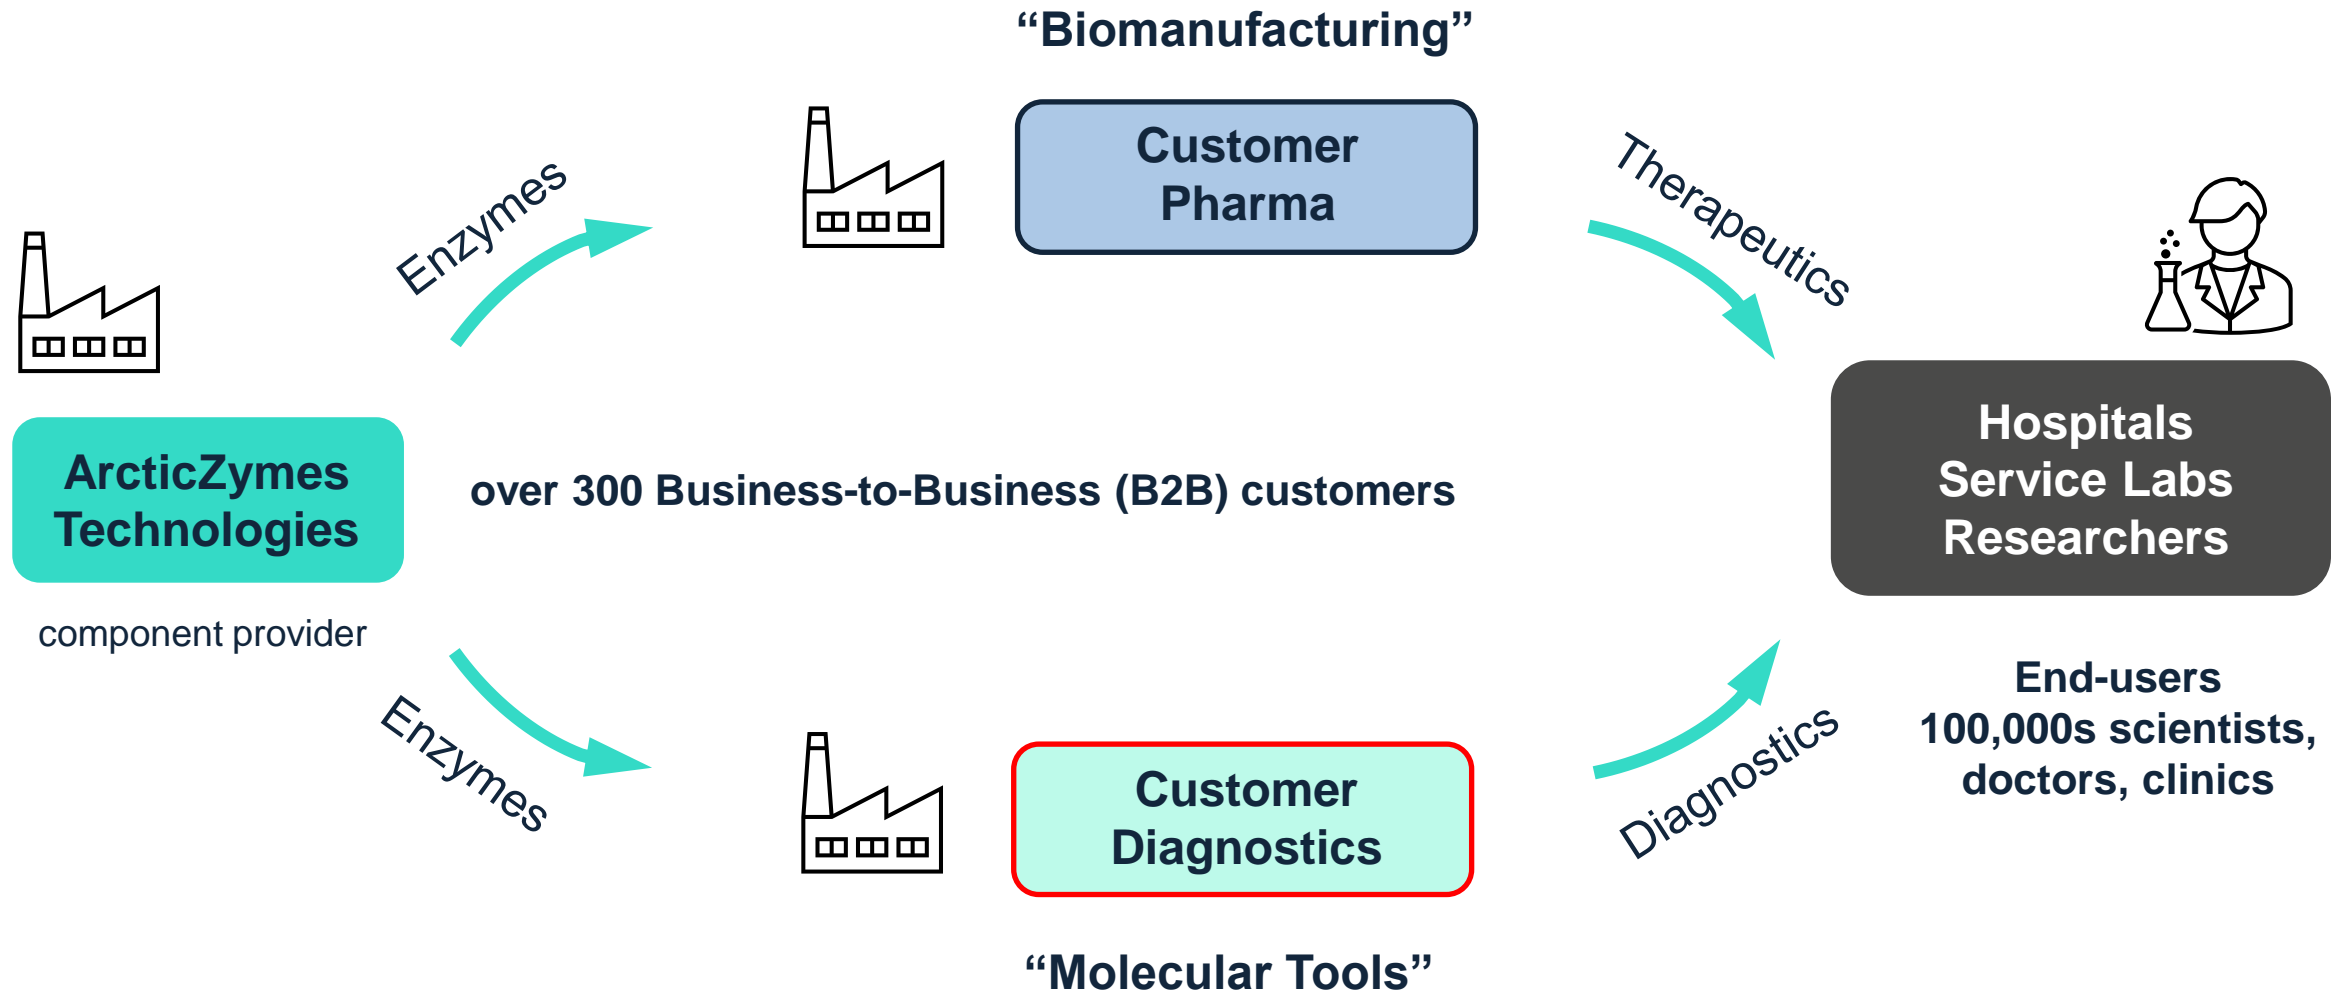 “Biomanufacturing”
Customer
Pharma
Enzymes
Therapeutics
ArcticZymes
Technologies
component provider
over 300 Business-to-Business (B2B) customers
Hospitals
Service Labs
Researchers
End-users
100,000s scientists,
doctors, clinics
Enzymes
Customer
Diagnostics
Diagnostics
“Molecular Tools”